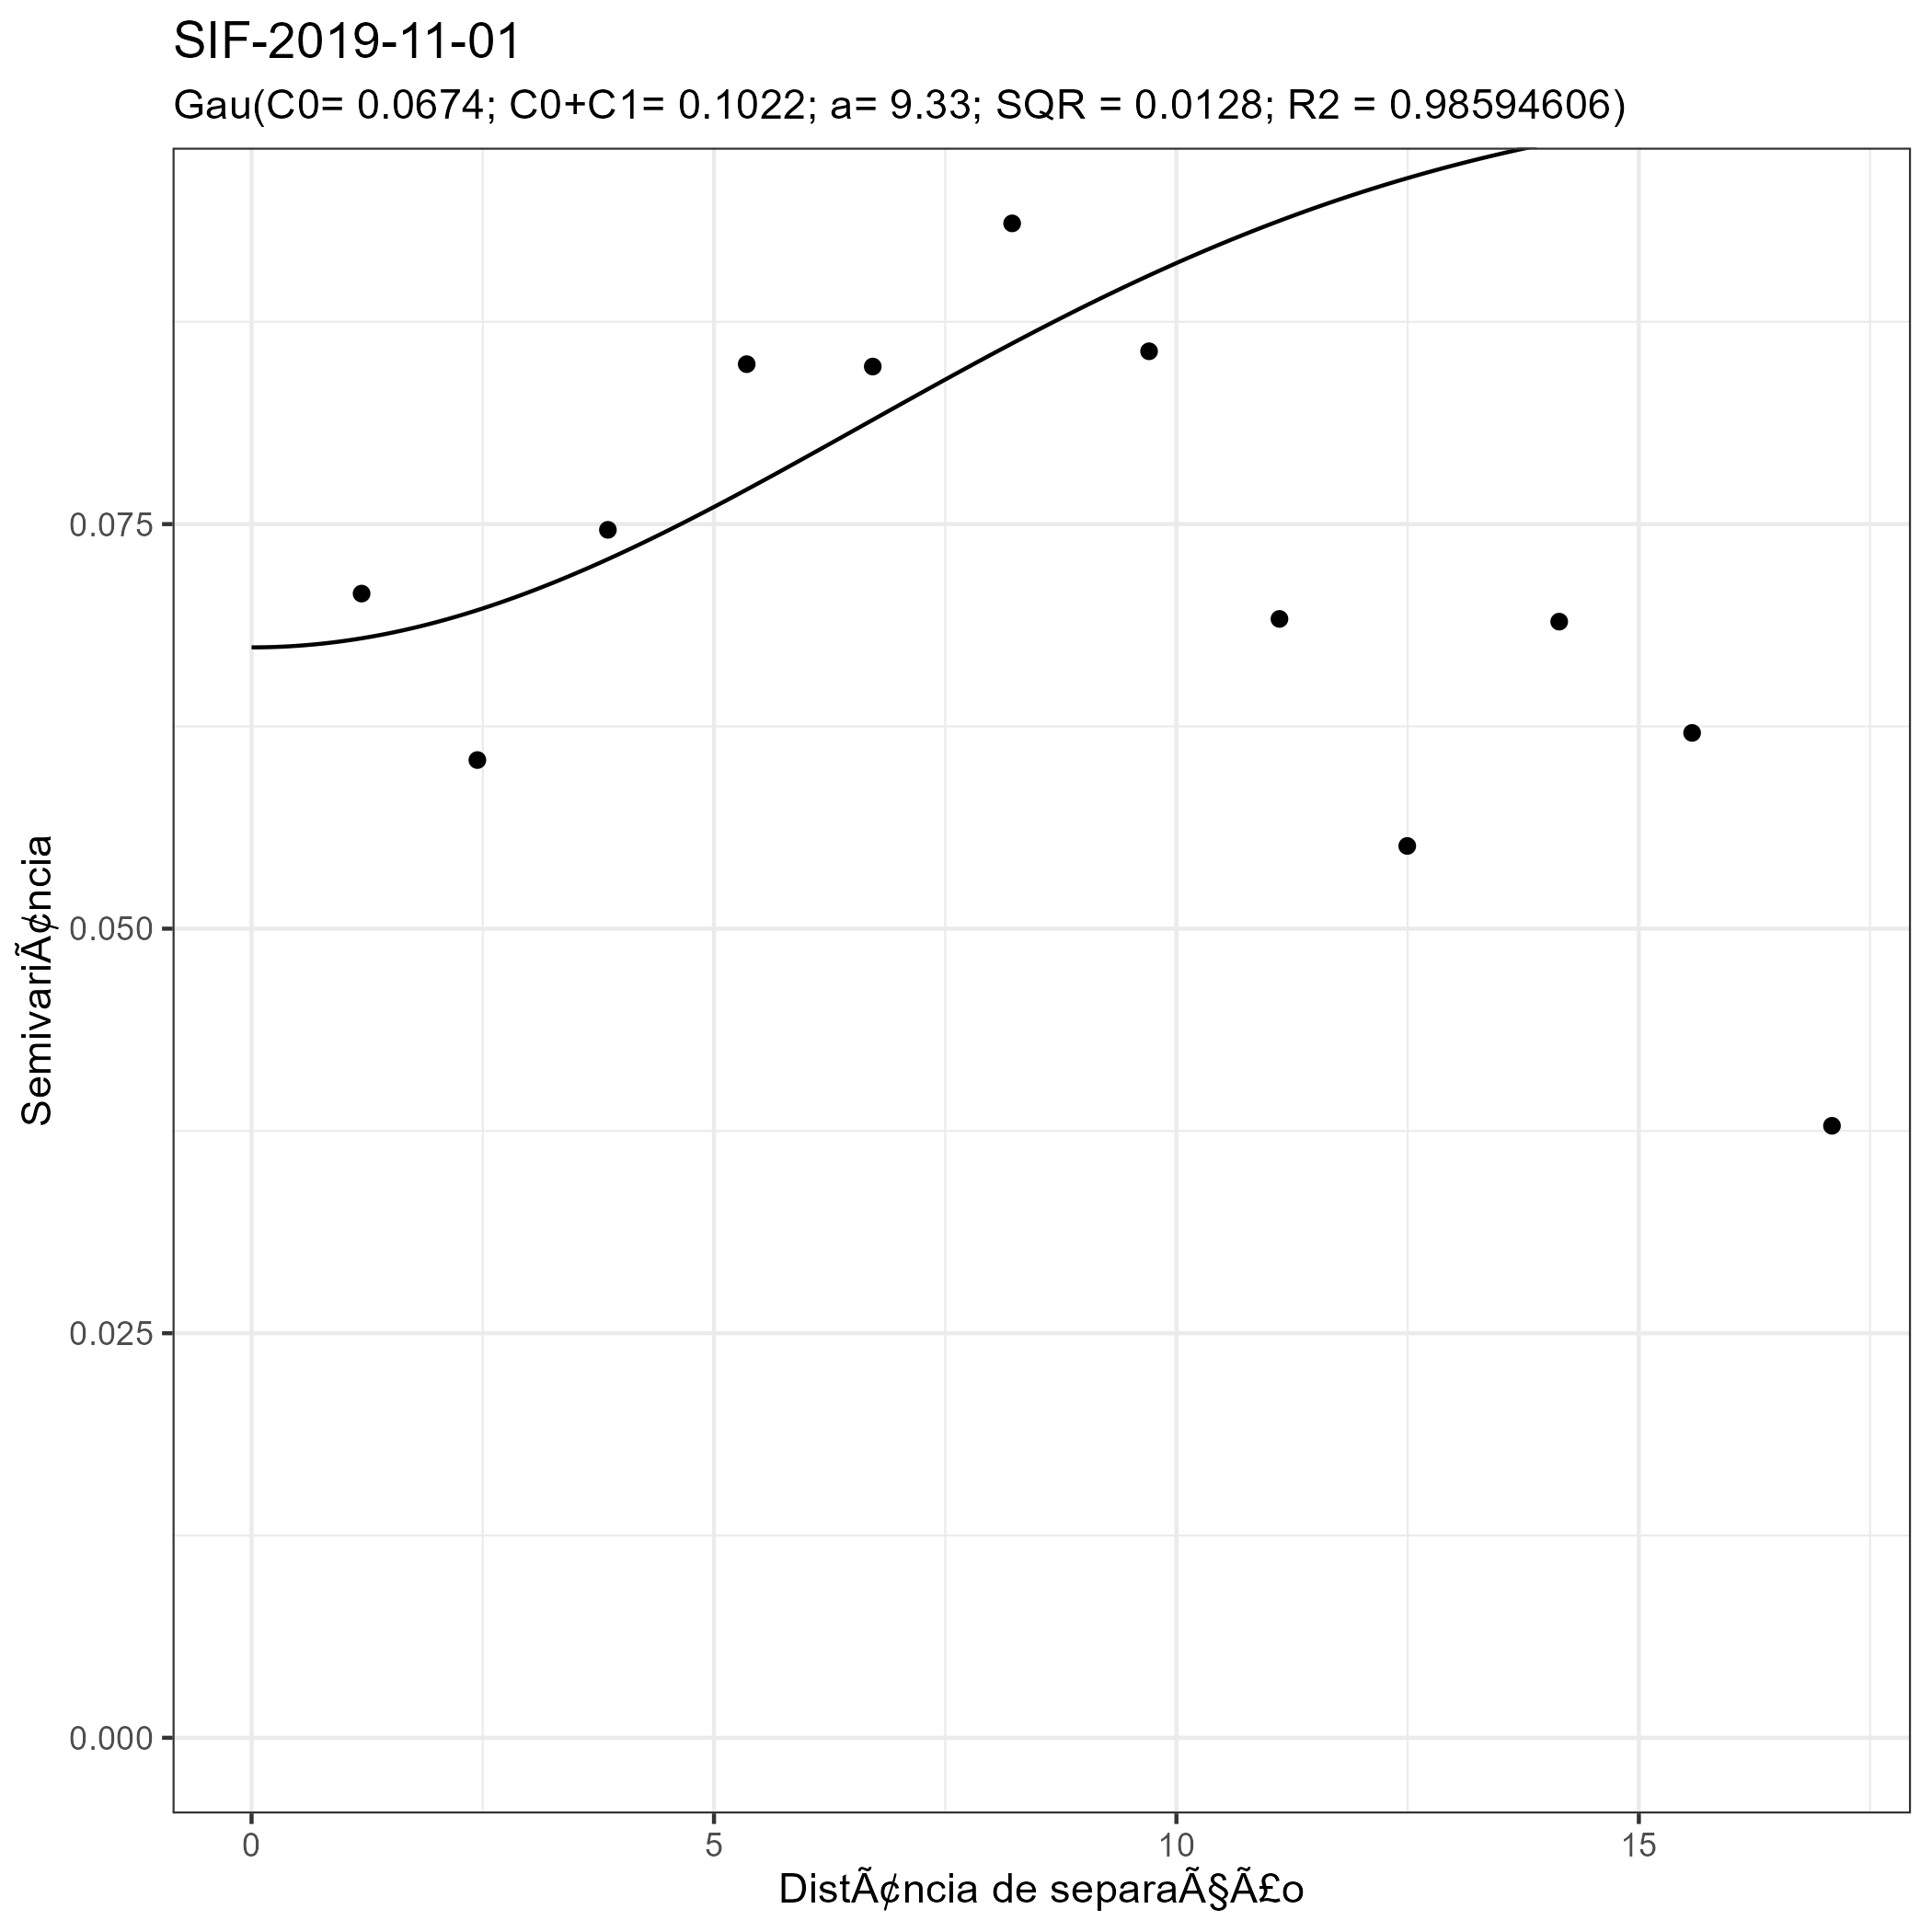 SIF-2019-11-01
Gau(C0= 0.0674; C0+C1= 0.1022; a= 9.33; SQR = 0.0128; R2 = 0.98594606)
SemivariÃ¢ncia
0.075
0.050
0.025
0.000
0 5 10 15
DistÃ¢ncia de separaÃ§Ã£o